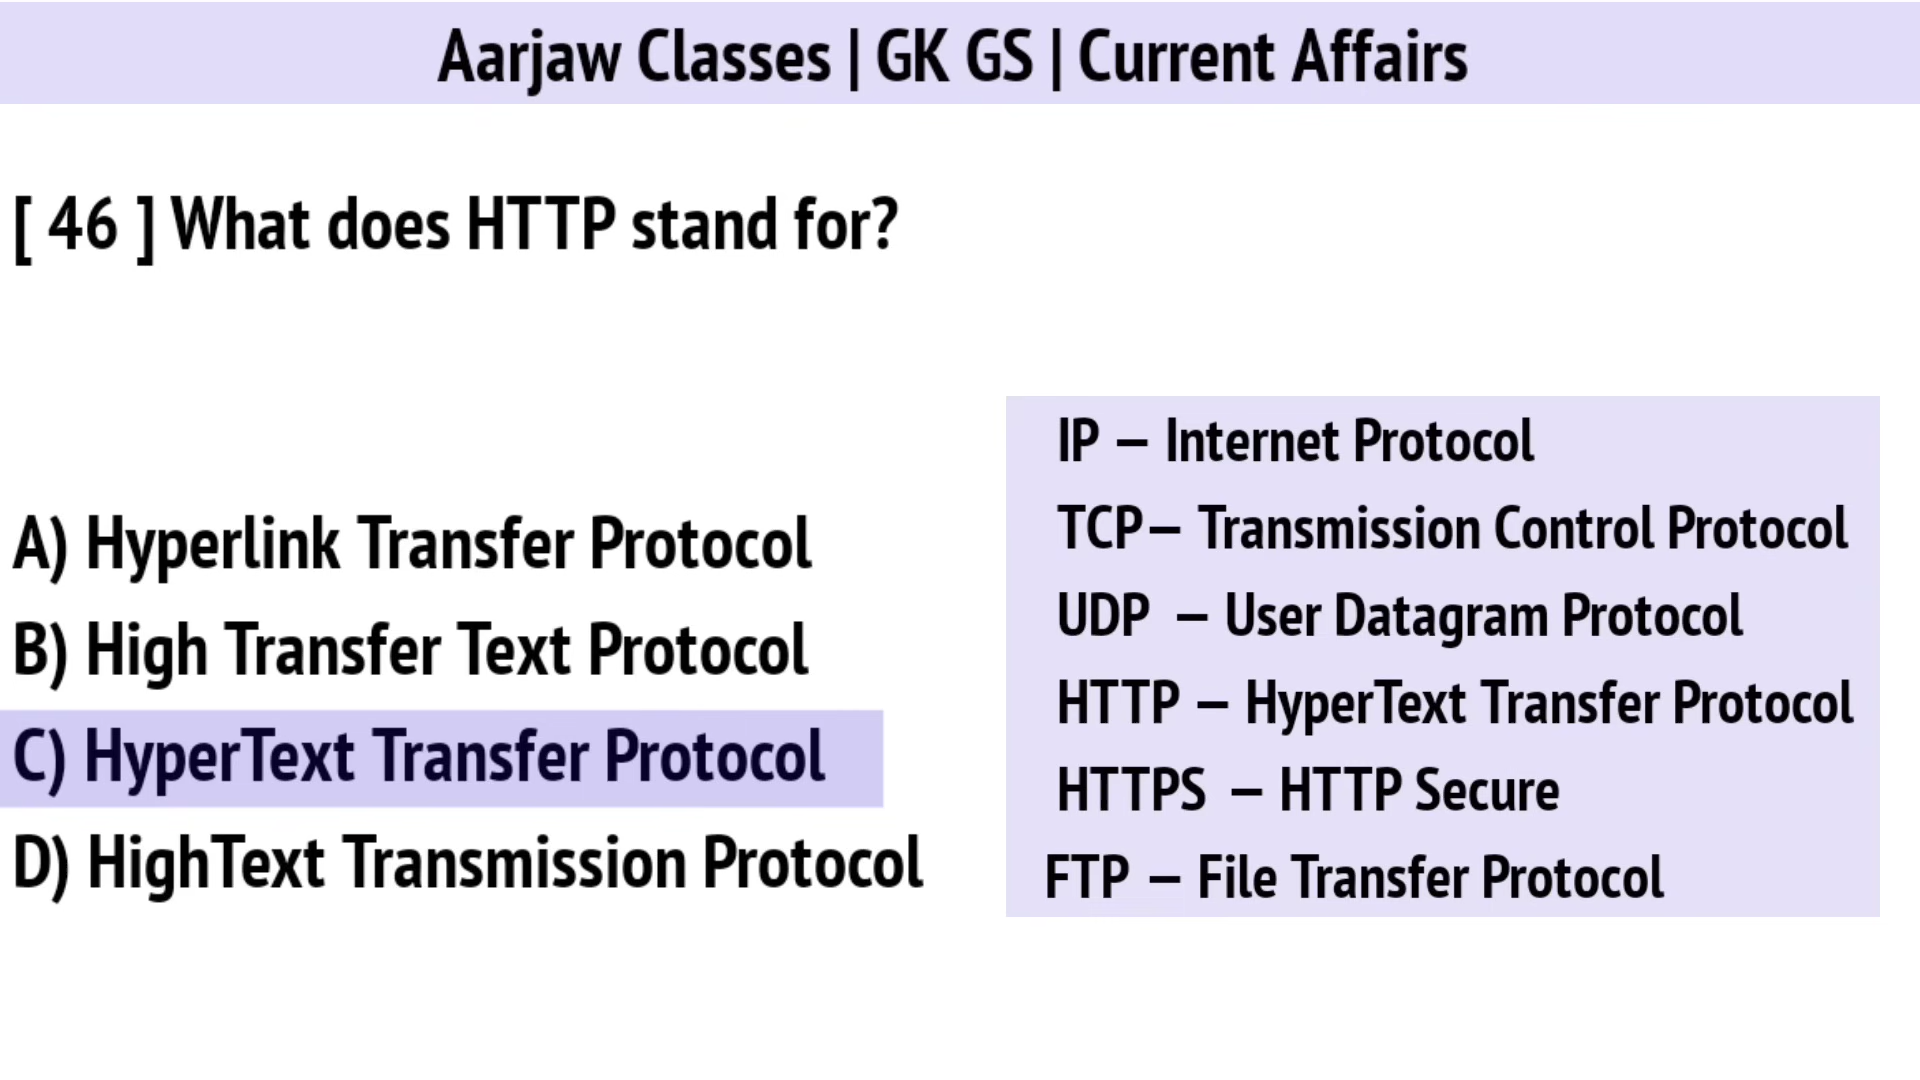 Aarjaw Classes | GK GS | Current Affairs
[ 46 ] What does HTTP stand for?
A) Hyperlink Transfer Protocol
B) High Transfer Text Protocol
C) HyperText Transfer Protocol
D) HighText Transmission Protocol
IP – Internet Protocol
TCP– Transmission Control Protocol
UDP – User Datagram Protocol
HTTP – HyperText Transfer Protocol
HTTPS – HTTP Secure
FTP – File Transfer Protocol